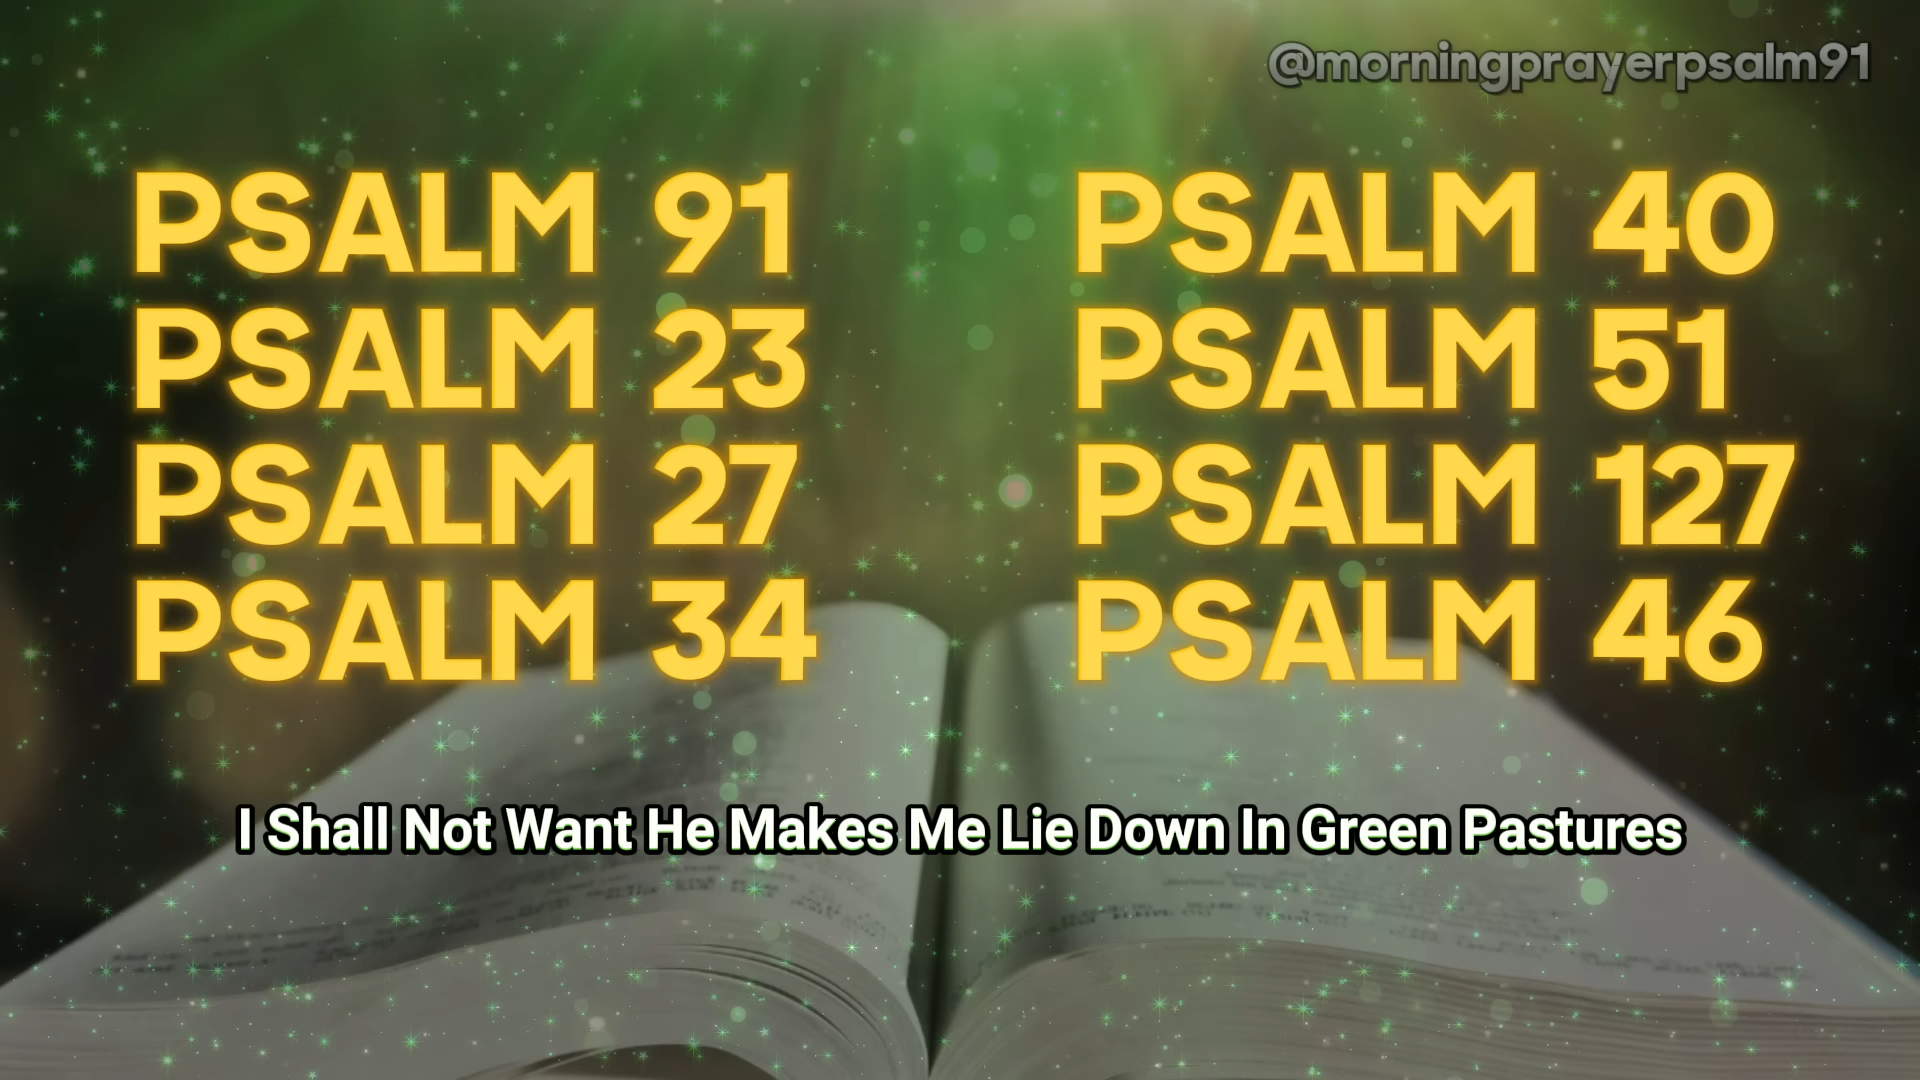 @morningprayerpsalm91
PSALM 91
PSALM 23
PSALM 27
PSALM 34
PSALM 40
PSALM 51
PSALM 127
PSALM 46
I Shall Not Want He Makes Me Lie Down In Green Pastures